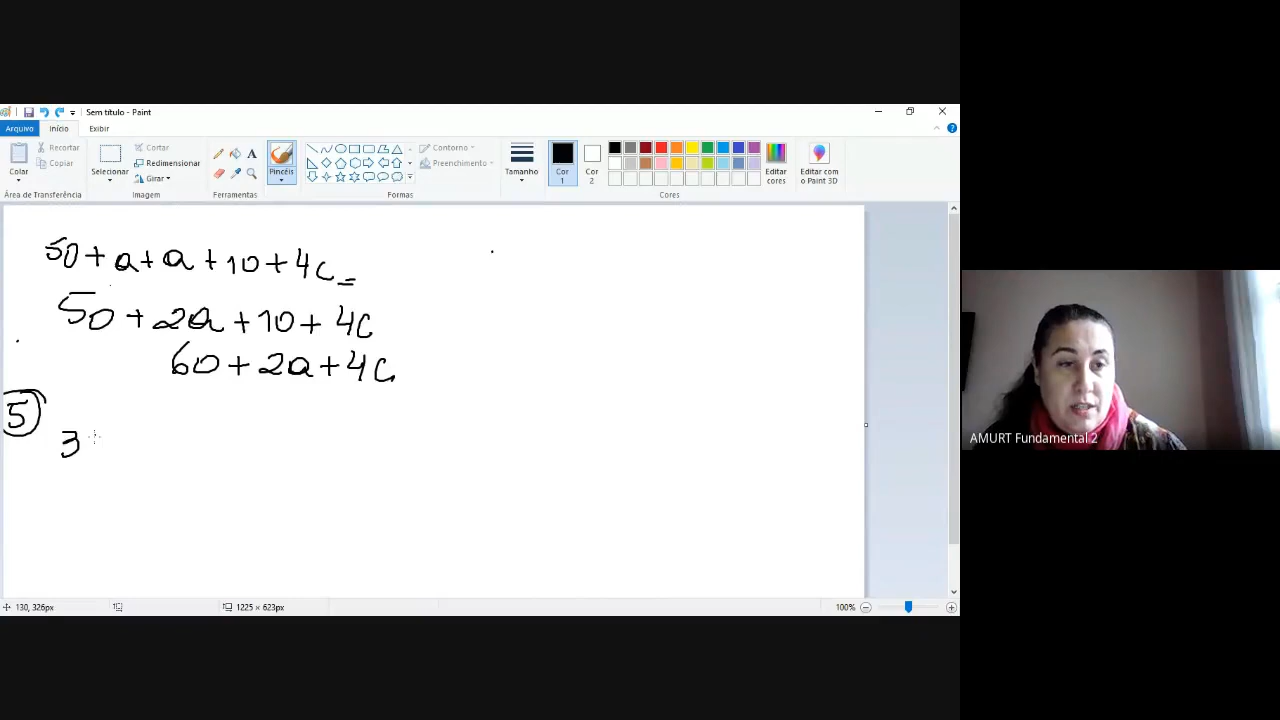 Sem título - Paint
Arquivo Início Exibir
Colar
Recortar
Copiar
Área de Transferência
Selecionar
Cortar
Redimensionar
Girar
Imagem
A
Ferramentas
Pincéis
Contorno
Preenchimento
Formas
Tamanho
Cor 1
Cor 2
Editar cores
Editar com o Paint 3D
Cores
50+a+a+10+4c=
50+2a+10+4c
60+2a+4c
5
3
AMURT Fundamental 2
130, 326px
1225 × 623px
100%